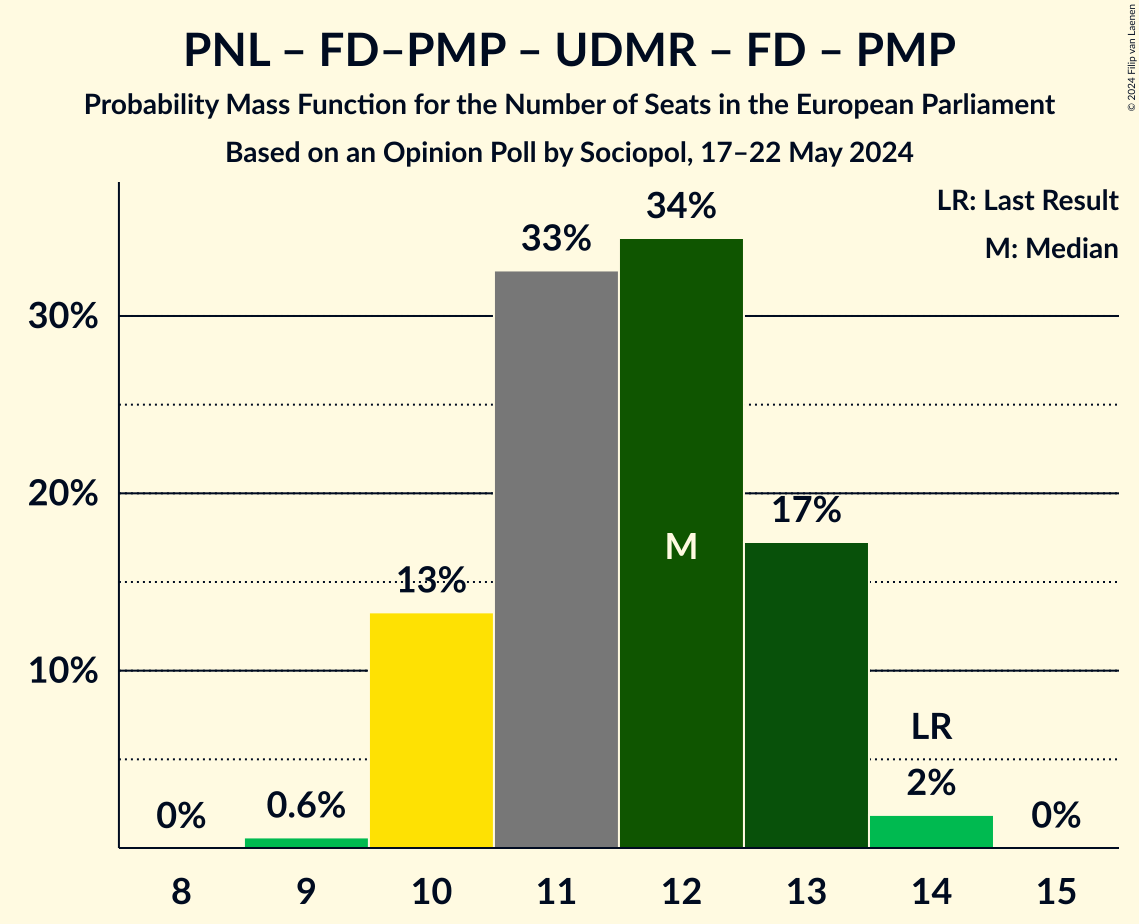 PNL – FD–PMP – UDMR – FD – PMP
Probability Mass Function for the Number of Seats in the European Parliament
Based on an Opinion Poll by Sociopol, 17–22 May 2024
© 2024 Filip van Laenen
LR: Last Result
M: Median
30%
20%
10%
0%
0.6%
13%
33%
34%
M
17%
LR
2%
0%
8 9 10 11 12 13 14 15